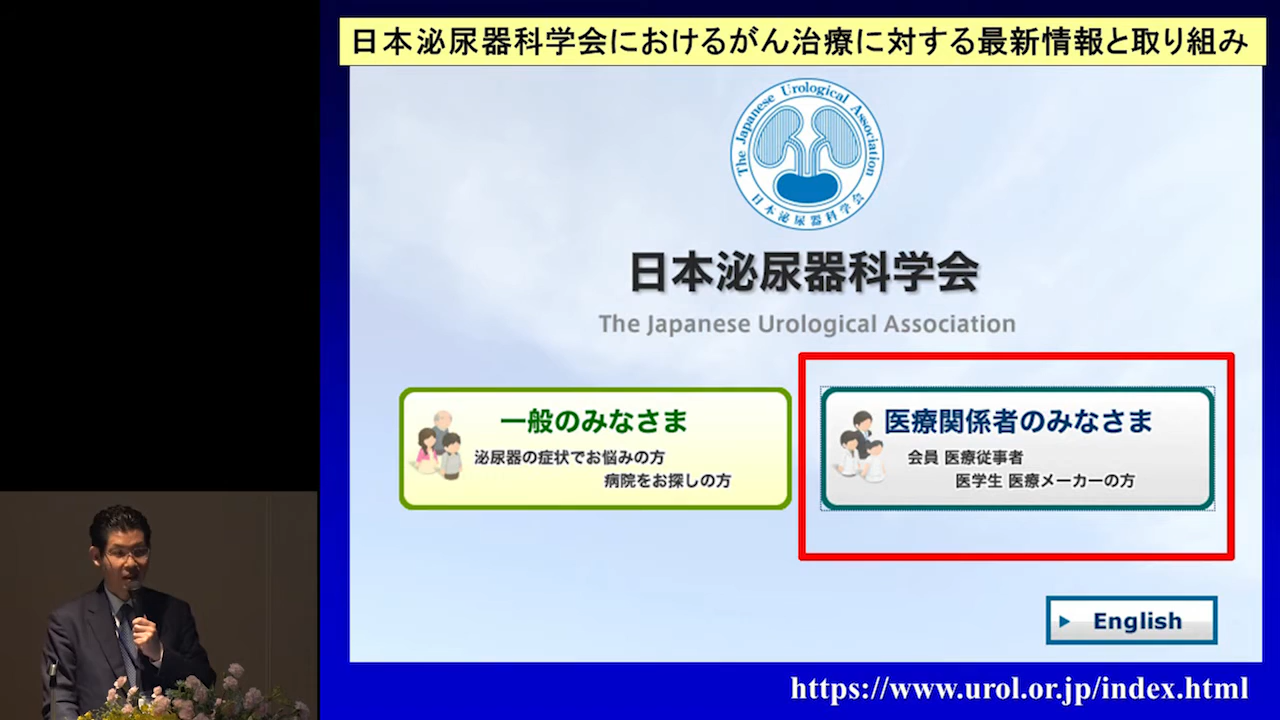 日本泌尿器科学会におけるがん治療に対する最新情報と取り組み
The Japanese Urological Association
日本泌尿器科学会
日本泌尿器科学会
The Japanese Urological Association
一般のみなさま
泌尿器の症状でお悩みの方
病院をお探しの方
医療関係者のみなさま
会員 医療従事者
医学生 医療メーカーの方
English
https://www.urol.or.jp/index.html